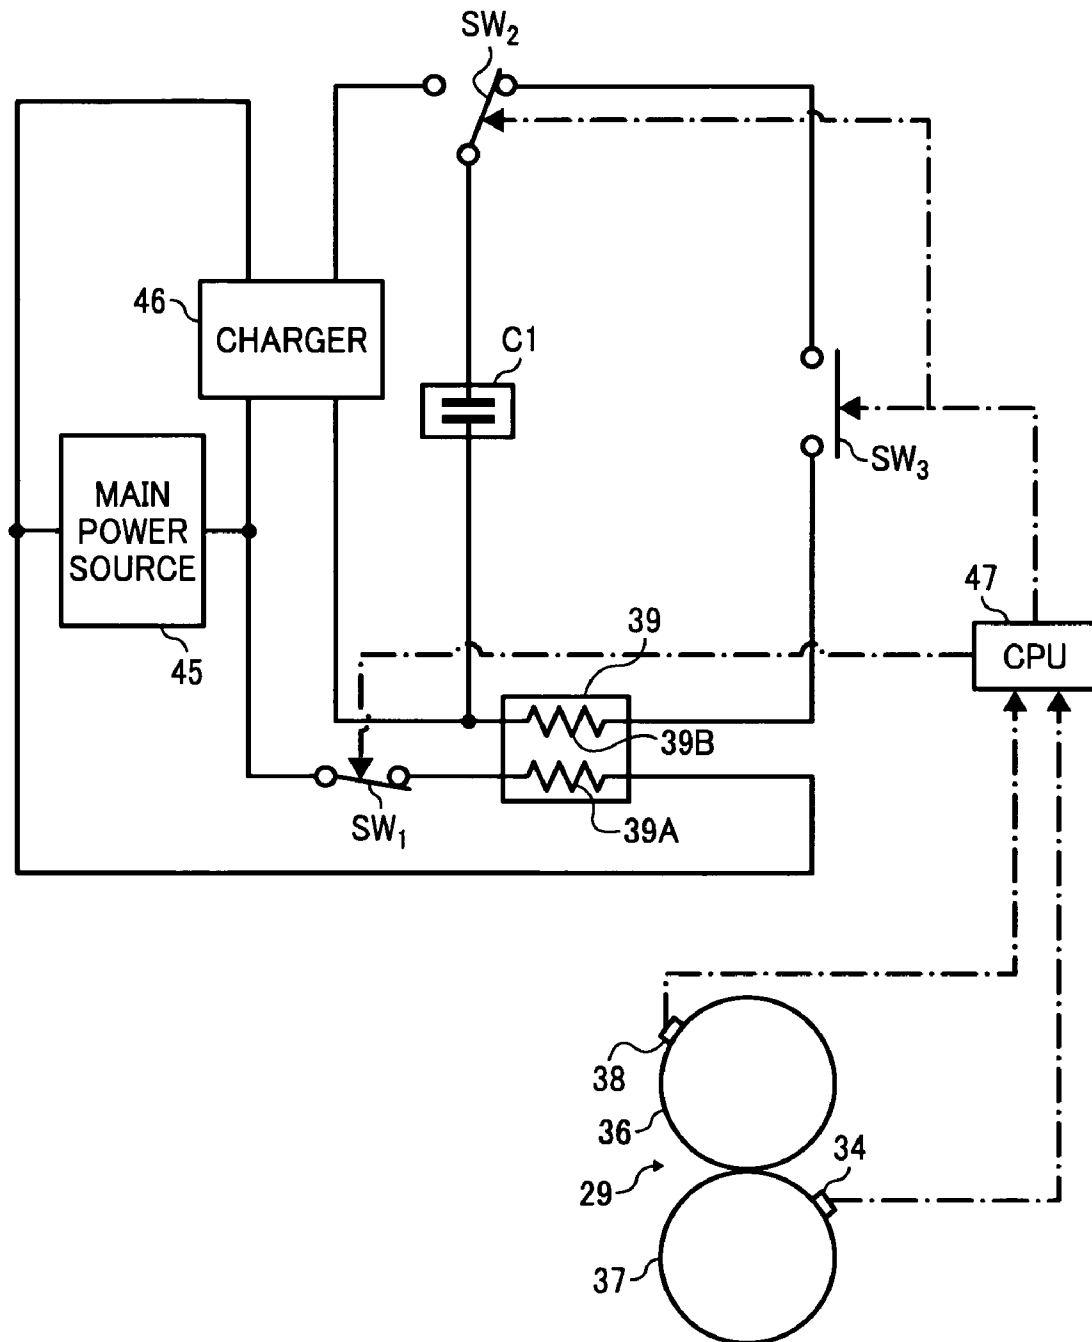 SW2
46
CHARGER
C1
SW3
MAIN
POWER
SOURCE
45
47
CPU
39
39B
SW1
39A
38
36
34
29
37